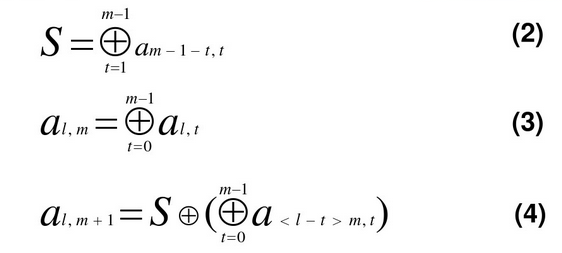 S = ⊕_{t=1}^{m–1} a_{m – 1 – t, t} (2)
a_{l, m} = ⊕_{t=0}^{m–1} a_{l, t} (3)
a_{l, m + 1} = S ⊕ (⊕_{t=0}^{m–1} a_{< l – t > m, t}) (4)